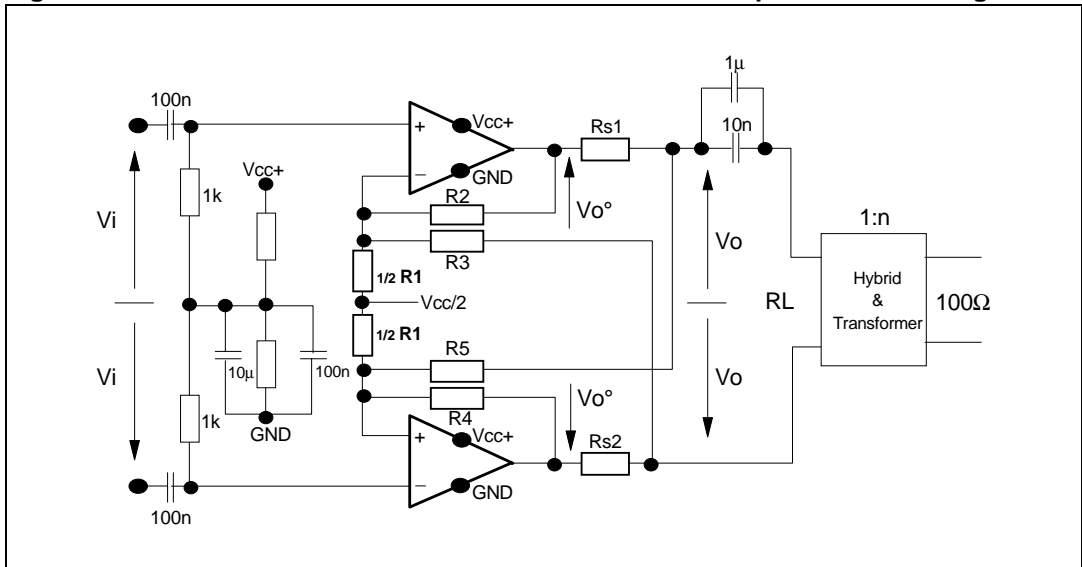 1µ
100n
10n
+
Vcc+
Rs1
GND
Vcc+
−
1k
R2
Vo°
Vi
R3
Vo
1:n
1/2 R1
Vcc/2
Hybrid
&
Transformer
RL
100Ω
1/2 R1
R5
Vi
10µ
100n
Vo°
Vo
R4
1k
GND
+
Vcc+
Rs2
−
GND
100n